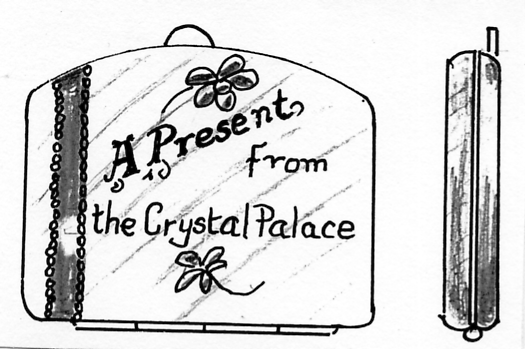 A Present
from
the Crystal Palace